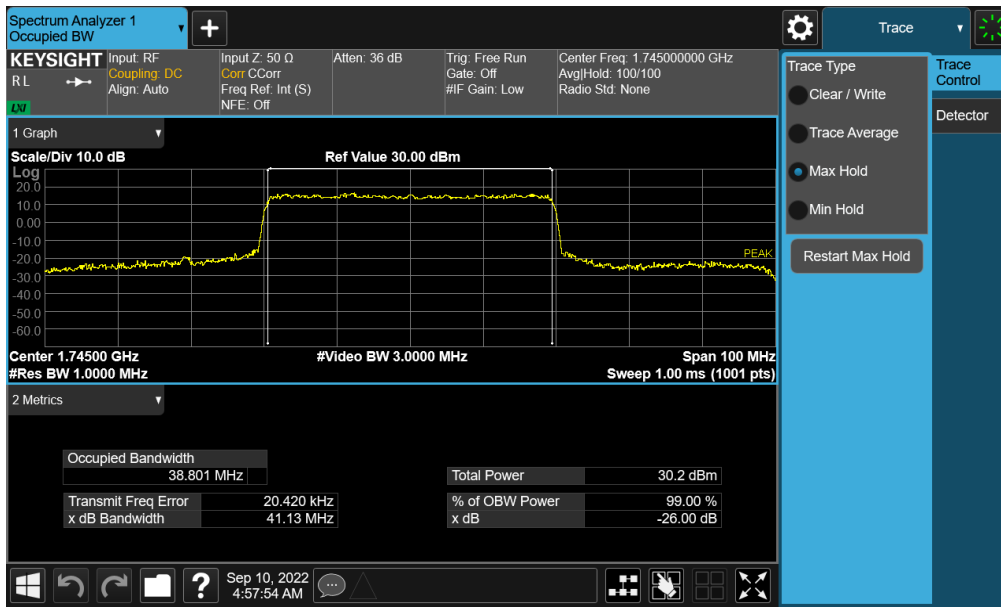 Spectrum Analyzer 1
Occupied BW
Trace
KEYSIGHT
R L
LXI
Input: RF
Coupling: DC
Align: Auto
Input Z: 50 Ω
Corr CCorr
Freq Ref: Int (S)
NFE: Off
Atten: 36 dB
Trig: Free Run
Gate: Off
#IF Gain: Low
Center Freq: 1.745000000 GHz
Avg|Hold: 100/100
Radio Std: None
Trace Type
Clear / Write
Trace Average
Max Hold
Min Hold
Restart Max Hold
Trace
Control
Detector
1 Graph
Scale/Div 10.0 dB
Ref Value 30.00 dBm
Log
20.0
10.0
0.00
-10.0
-20.0
-30.0
-40.0
-50.0
-60.0
PEAK
Center 1.74500 GHz
#Video BW 3.0000 MHz
Span 100 MHz
#Res BW 1.0000 MHz
Sweep 1.00 ms (1001 pts)
2 Metrics
Occupied Bandwidth
38.801 MHz
Total Power 30.2 dBm
Transmit Freq Error 20.420 kHz
% of OBW Power 99.00 %
x dB Bandwidth 41.13 MHz
x dB -26.00 dB
?
Sep 10, 2022
4:57:54 AM